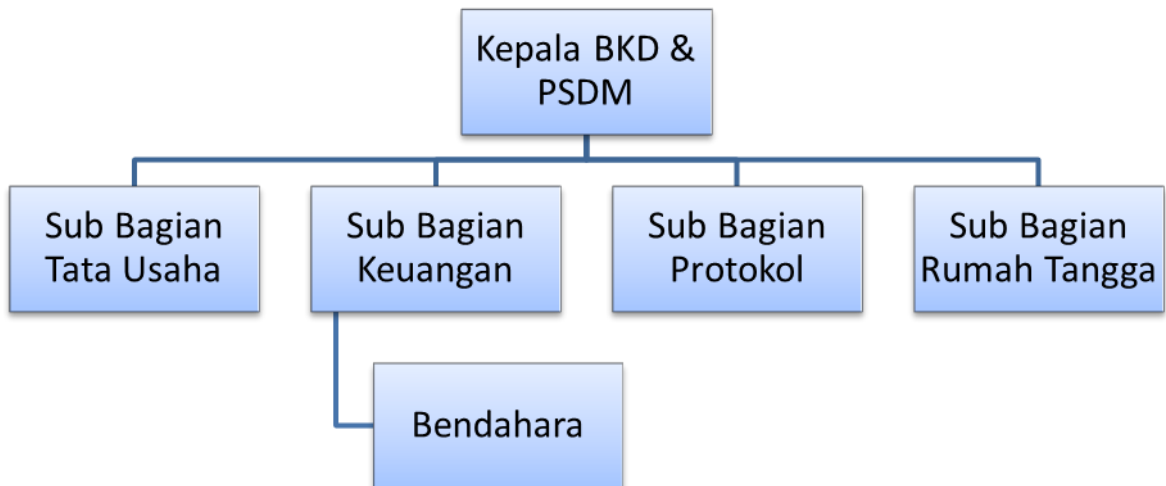 Kepala BKD &
PSDM
Sub Bagian
Tata Usaha
Sub Bagian
Keuangan
Sub Bagian
Protokol
Sub Bagian
Rumah Tangga
Bendahara